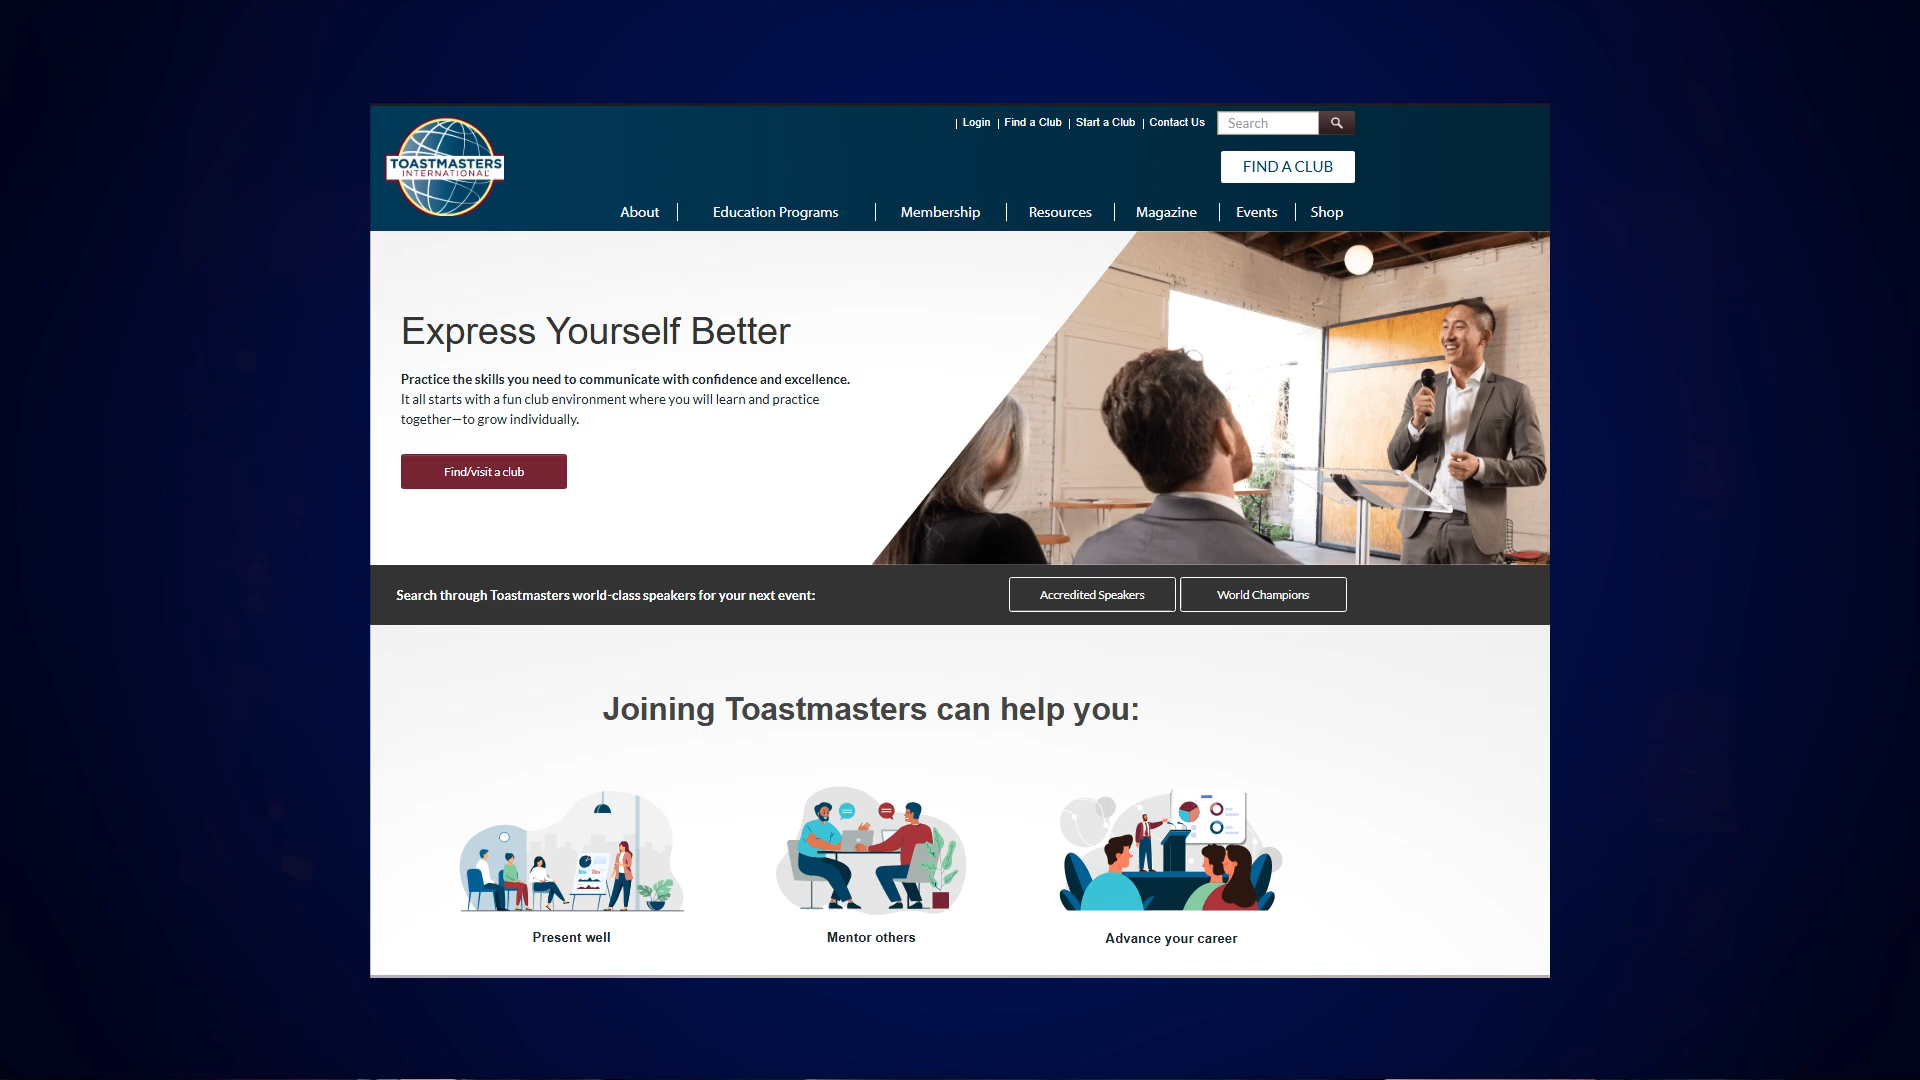 Login
Find a Club
Start a Club
Contact Us
Search
TOASTMASTERS
INTERNATIONAL
FIND A CLUB
About
Education Programs
Membership
Resources
Magazine
Events
Shop
Express Yourself Better
Practice the skills you need to communicate with confidence and excellence.
It all starts with a fun club environment where you will learn and practice
together—to grow individually.
Find/visit a club
Search through Toastmasters world-class speakers for your next event:
Accredited Speakers
World Champions
Joining Toastmasters can help you:
Present well
Mentor others
Advance your career